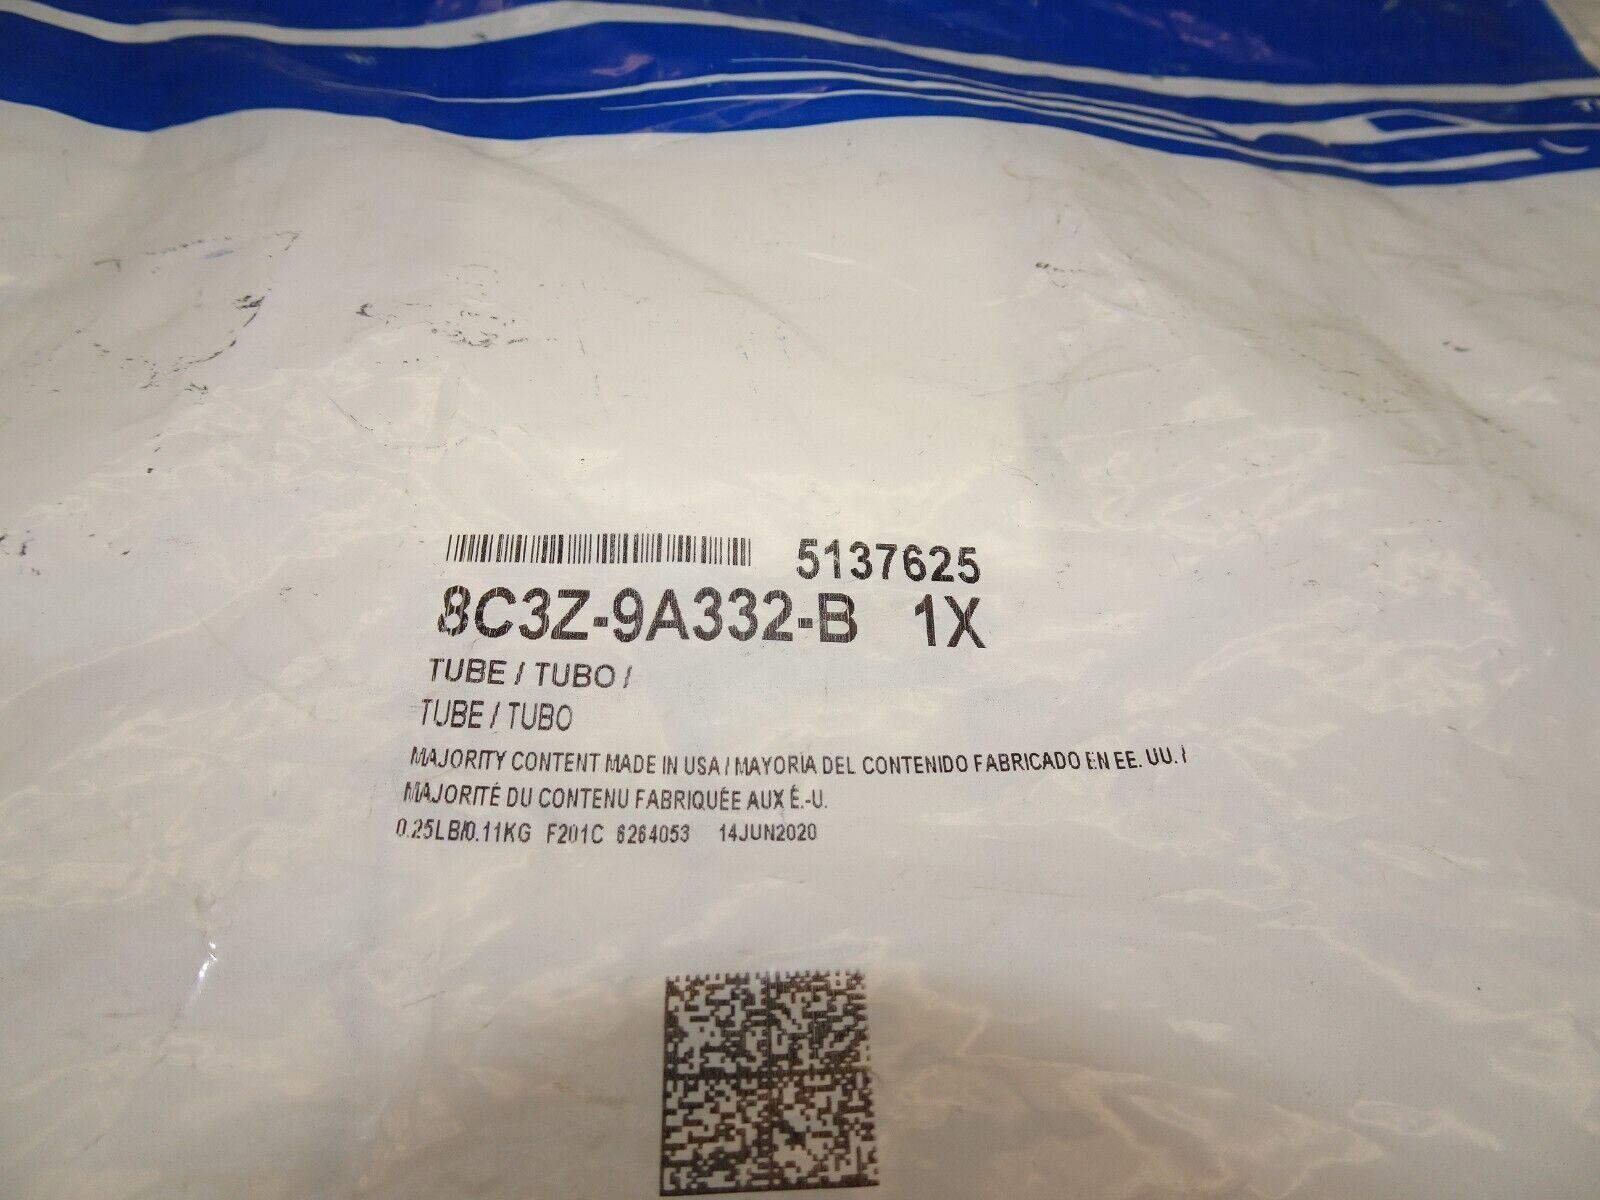 5137625
8C3Z-9A332-B 1X
TUBE / TUBO /
TUBE / TUBO
MAJORITY CONTENT MADE IN USA / MAYORÍA DEL CONTENIDO FABRICADO EN EE. UU. /
MAJORITÉ DU CONTENU FABRIQUÉE AUX É.-U.
0.25LB/0.11KG F201C 6264053 14JUN2020